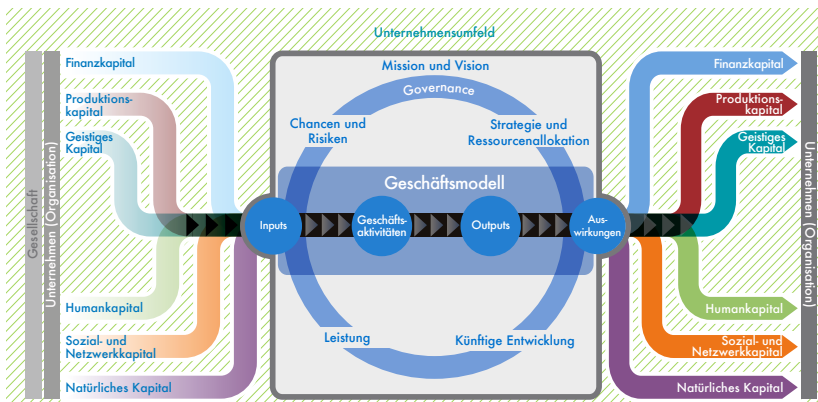 Unternehmensumfeld
Gesellschaft
Unternehmen (Organisation)
Finanzkapital
Produktions-
kapital
Geistiges
Kapital
Humankapital
Sozial- und
Netzwerkkapital
Natürliches Kapital
Mission und Vision
Governance
Chancen und
Risiken
Strategie und
Ressourcenallokation
Geschäftsmodell
Inputs
Geschäfts-
aktivitäten
Outputs
Aus-
wirkungen
Leistung
Künftige Entwicklung
Finanzkapital
Produktions-
kapital
Geistiges
Kapital
Humankapital
Sozial- und
Netzwerkkapital
Natürliches Kapital
Unternehmen (Organisation)